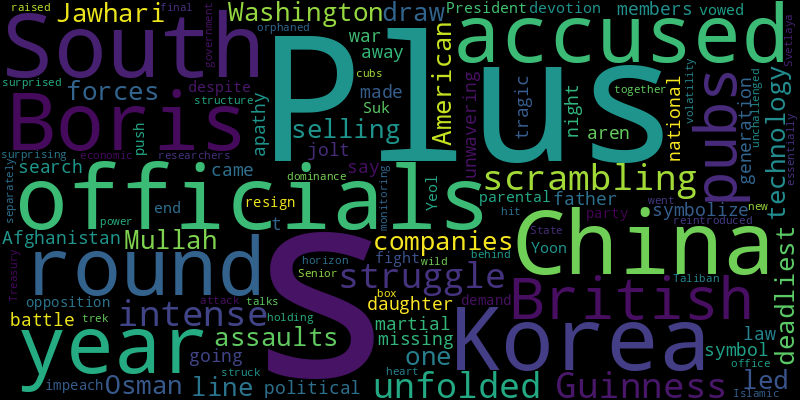 raised final Jawhari Washington draw President devotion members vowed
South Plus accused war away American
government orphaned cubs Svetlaya
surprised forces despite structure made Suk
Boris apathy selling jolt push
unwavering tragic night together aren national
volatility pubs generation unchallenged technology essentially
surprising economic researchers say
search came dominance monitoring Yeol scrambling
officials resign parental father symbolize
separately end power t hit party reintroduced
went new State Yoon
Afghanistan Mullah companies China
round S horizon fight wild behind Taliban
Treasury Senior struggle daughter demand British
opposition attack talks box
battle trek intense holding martial Korea law
year assaults missing symbol deadliest
going one office
impeach Osman line struck political heart unfolded Guinness led Islamic